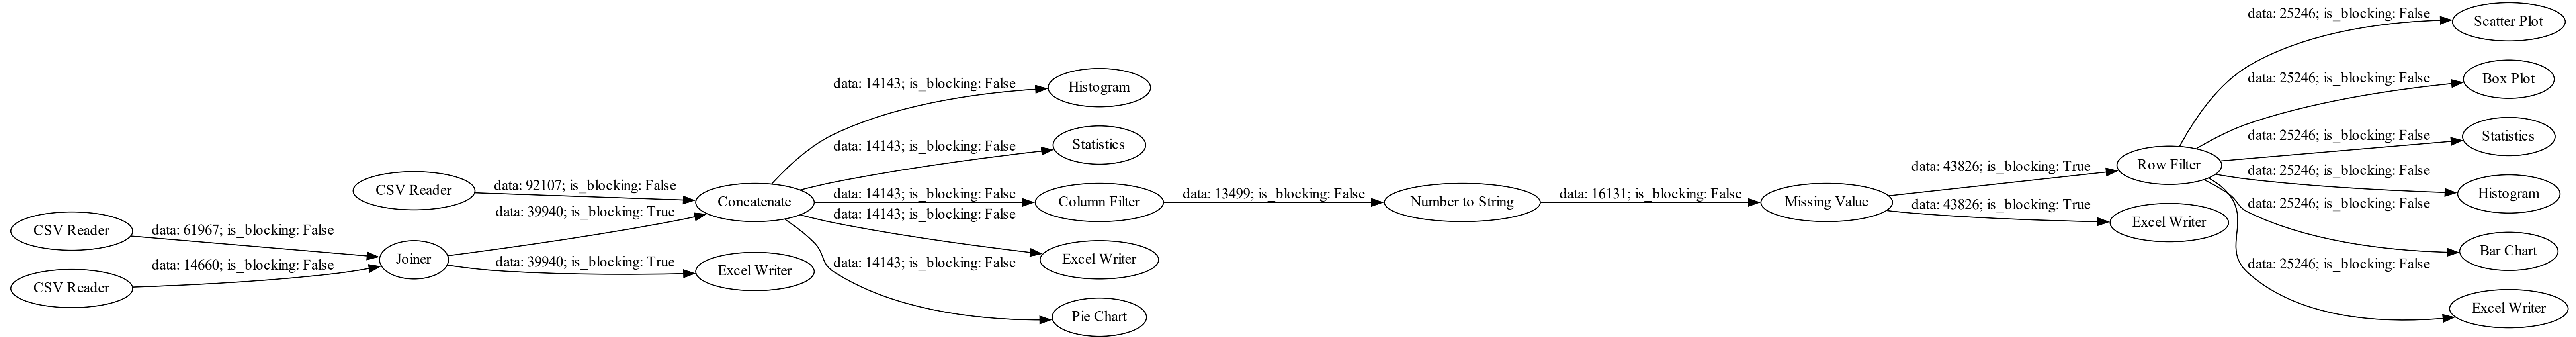 CSV Reader
CSV Reader
data: 61967; is_blocking: False
data: 14660; is_blocking: False
CSV Reader
Joiner
data: 92107; is_blocking: False
data: 39940; is_blocking: True
data: 39940; is_blocking: True
Concatenate
Excel Writer
data: 14143; is_blocking: False
data: 14143; is_blocking: False
data: 14143; is_blocking: False
data: 14143; is_blocking: False
data: 14143; is_blocking: False
Histogram
Statistics
Column Filter
Excel Writer
Pie Chart
data: 13499; is_blocking: False
Number to String
data: 16131; is_blocking: False
Missing Value
data: 43826; is_blocking: True
data: 43826; is_blocking: True
Row Filter
Excel Writer
data: 25246; is_blocking: False
data: 25246; is_blocking: False
data: 25246; is_blocking: False
data: 25246; is_blocking: False
data: 25246; is_blocking: False
data: 25246; is_blocking: False
Scatter Plot
Box Plot
Statistics
Histogram
Bar Chart
Excel Writer